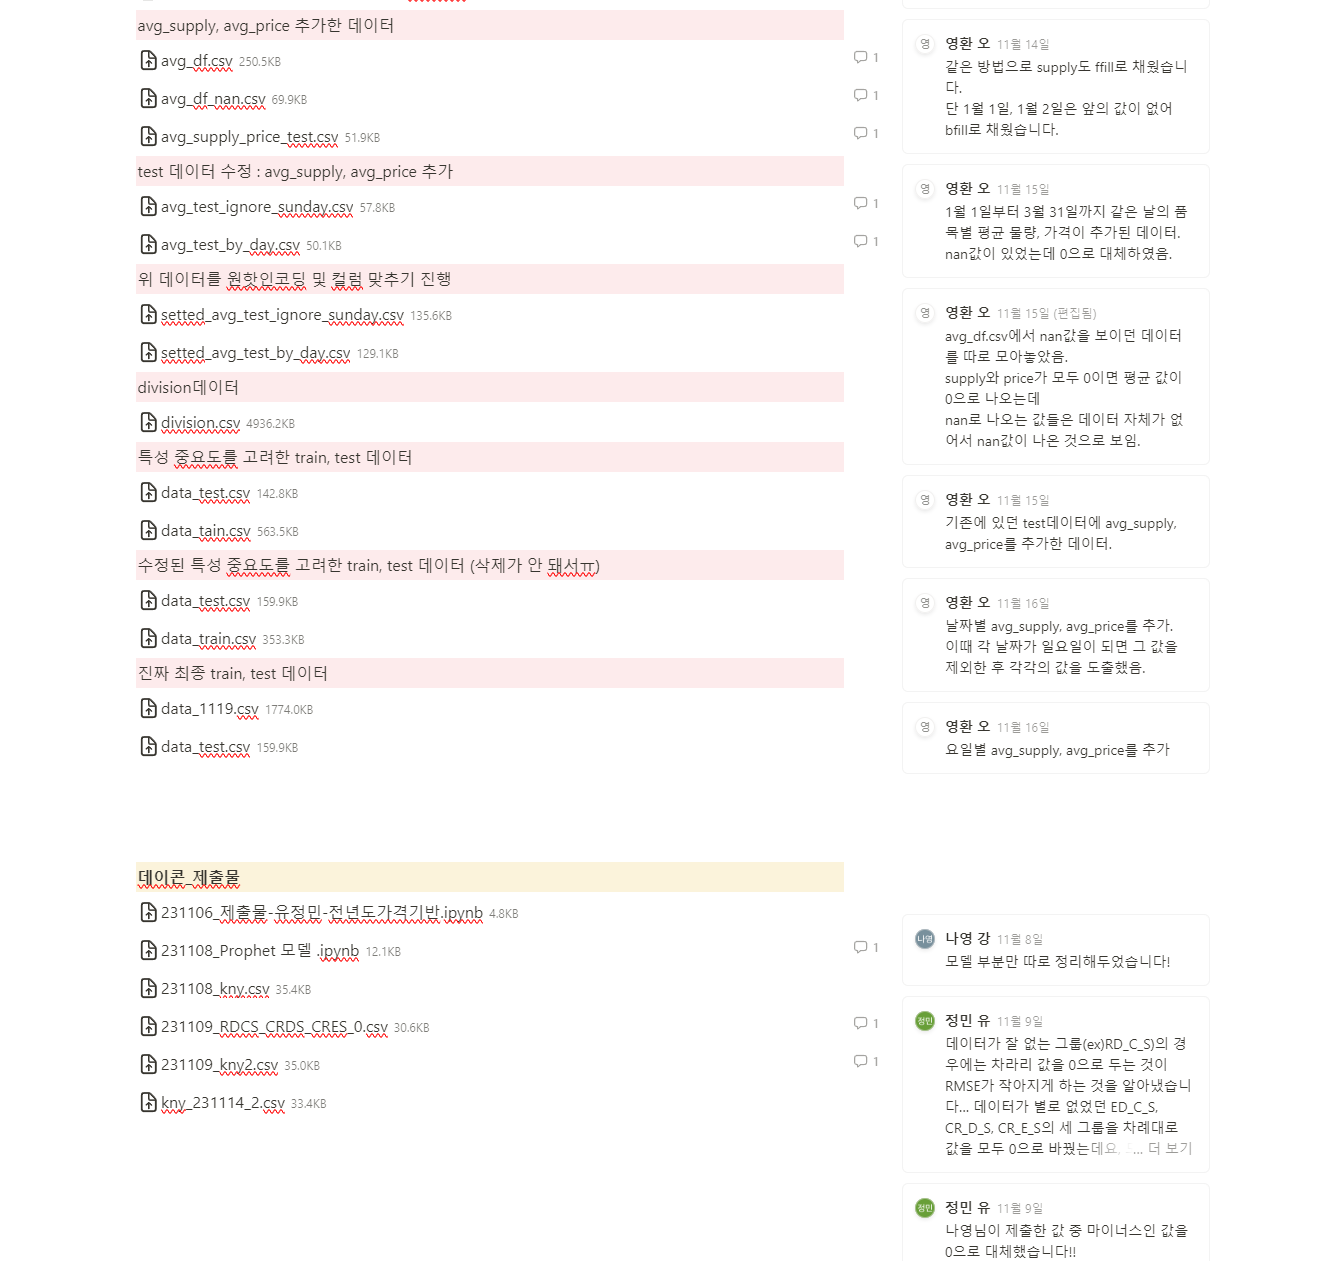 avg_supply, avg_price 추가한 데이터
avg_df.csv 250.5KB
1
avg_df_nan.csv 69.9KB
1
avg_supply_price_test.csv 51.9KB
1
test 데이터 수정 : avg_supply, avg_price 추가
avg_test_ignore_sunday.csv 57.8KB
1
avg_test_by_day.csv 50.1KB
1
위 데이터를 원핫인코딩 및 컬럼 맞추기 진행
setted_avg_test_ignore_sunday.csv 135.6KB
setted_avg_test_by_day.csv 129.1KB
division데이터
division.csv 4936.2KB
특성 중요도를 고려한 train, test 데이터
data_test.csv 142.8KB
data_tain.csv 563.5KB
수정된 특성 중요도를 고려한 train, test 데이터 (삭제가 안 돼서ㅠ)
data_test.csv 159.9KB
data_train.csv 353.3KB
진짜 최종 train, test 데이터
data_1119.csv 1774.0KB
data_test.csv 159.9KB
데이콘_제출물
231106_제출물-유정민-전년도가격기반.ipynb 4.8KB
231108_Prophet 모델 .ipynb 12.1KB
1
231108_kny.csv 35.4KB
231109_RDCS_CRDS_CRES_0.csv 30.6KB
1
231109_kny2.csv 35.0KB
1
kny_231114_2.csv 33.4KB
영 영환 오 11월 14일
같은 방법으로 supply도 ffill로 채웠습니
다.
단 1월 1일, 1월 2일은 앞의 값이 없어
bfill로 채웠습니다.
영 영환 오 11월 15일
1월 1일부터 3월 31일까지 같은 날의 품
목별 평균 물량, 가격이 추가된 데이터.
nan값이 있었는데 0으로 대체하였음.
영 영환 오 11월 15일 (편집됨)
avg_df.csv에서 nan값을 보이던 데이터
를 따로 모아놓았음.
supply와 price가 모두 0이면 평균 값이
0으로 나오는데
nan로 나오는 값들은 데이터 자체가 없
어서 nan값이 나온 것으로 보임.
영 영환 오 11월 15일
기존에 있던 test데이터에 avg_supply,
avg_price를 추가한 데이터.
영 영환 오 11월 16일
날짜별 avg_supply, avg_price를 추가.
이때 각 날짜가 일요일이 되면 그 값을
제외한 후 각각의 값을 도출했음.
영 영환 오 11월 16일
요일별 avg_supply, avg_price를 추가
나영 나영 강 11월 8일
모델 부분만 따로 정리해두었습니다!
정민 정민 유 11월 9일
데이터가 잘 없는 그룹(ex)RD_C_S)의 경
우에는 차라리 값을 0으로 두는 것이
RMSE가 작아지게 하는 것을 알아냈습니
다... 데이터가 별로 없었던 ED_C_S,
CR_D_S, CR_E_S의 세 그룹을 차례대로
값을 모두 0으로 바꿨는데요, ... 더 보기
정민 정민 유 11월 9일
나영님이 제출한 값 중 마이너스인 값을
0으로 대체했습니다!!